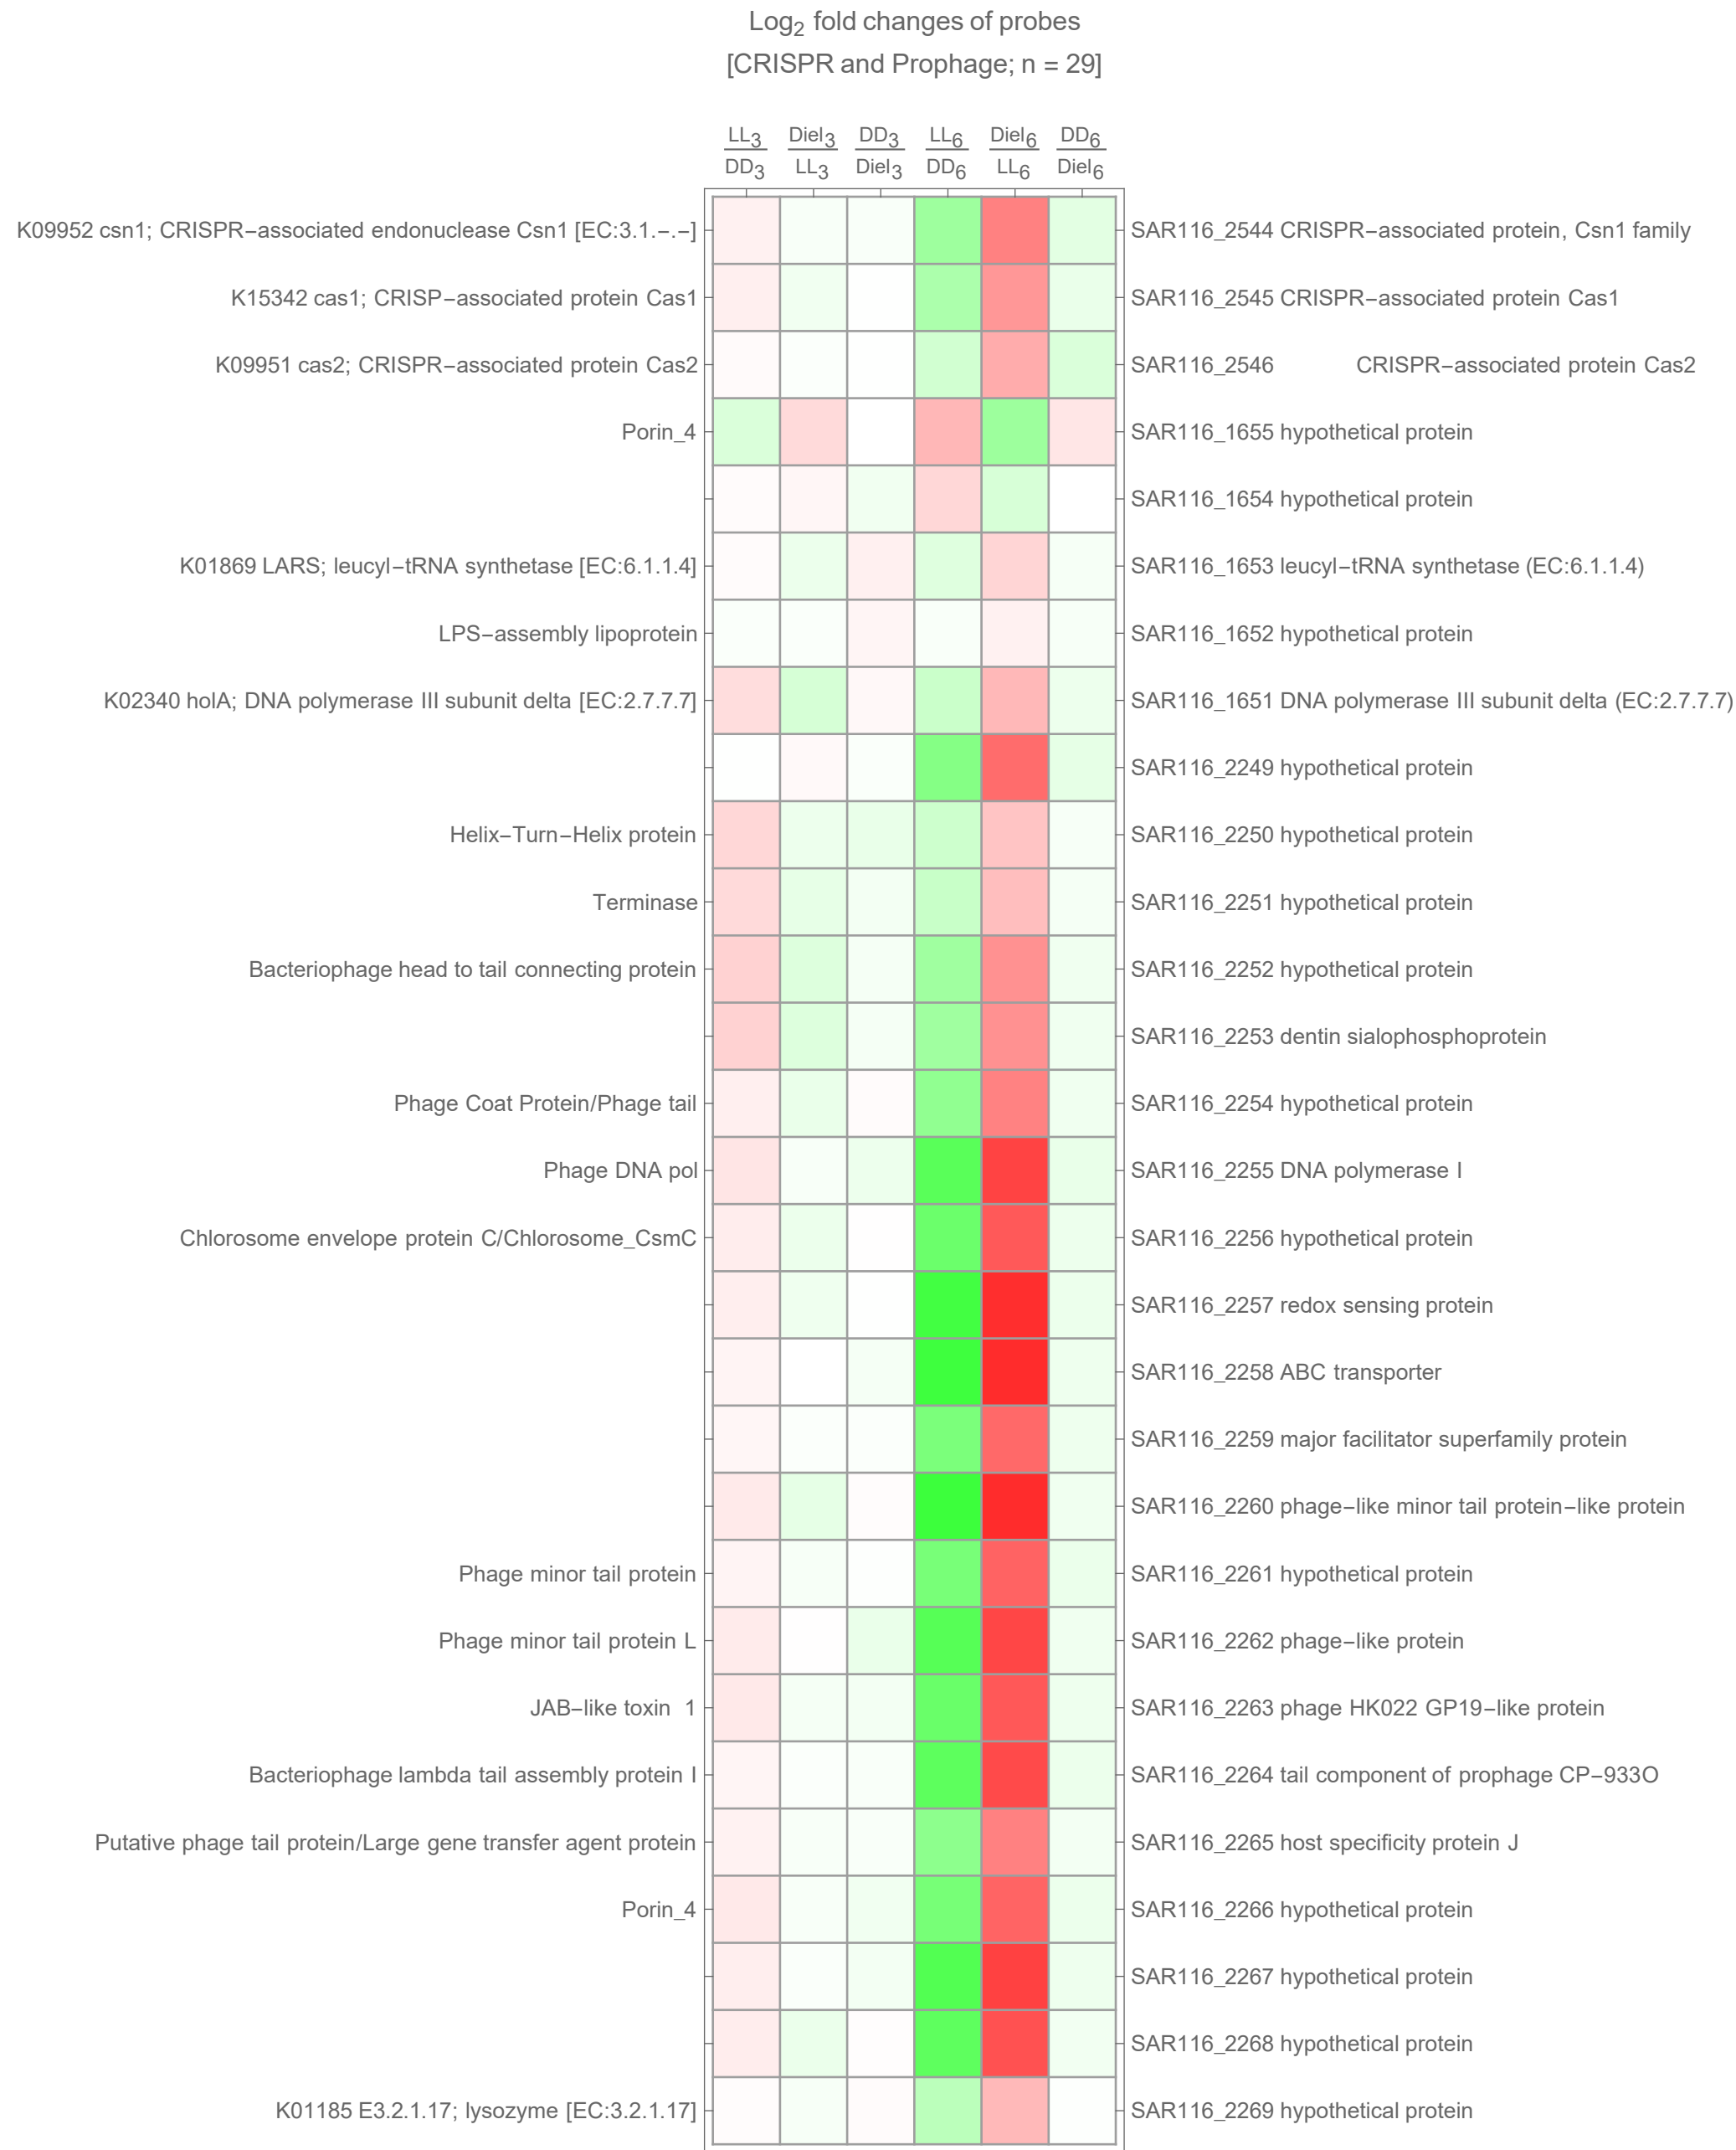 Log2 fold changes of probes
[CRISPR and Prophage; n = 29]
LL3 Diel3 DD3 LL6 Diel6 DD6
DD3 LL3 Diel3 DD6 LL6 Diel6
K09952 csn1; CRISPR−associated endonuclease Csn1 [EC:3.1.−.−] SAR116_2544 CRISPR−associated protein, Csn1 family
K15342 cas1; CRISP−associated protein Cas1 SAR116_2545 CRISPR−associated protein Cas1
K09951 cas2; CRISPR−associated protein Cas2 SAR116_2546 CRISPR−associated protein Cas2
Porin_4 SAR116_1655 hypothetical protein
SAR116_1654 hypothetical protein
K01869 LARS; leucyl−tRNA synthetase [EC:6.1.1.4] SAR116_1653 leucyl−tRNA synthetase (EC:6.1.1.4)
LPS−assembly lipoprotein SAR116_1652 hypothetical protein
K02340 holA; DNA polymerase III subunit delta [EC:2.7.7.7] SAR116_1651 DNA polymerase III subunit delta (EC:2.7.7.7)
SAR116_2249 hypothetical protein
Helix−Turn−Helix protein SAR116_2250 hypothetical protein
Terminase SAR116_2251 hypothetical protein
Bacteriophage head to tail connecting protein SAR116_2252 hypothetical protein
SAR116_2253 dentin sialophosphoprotein
Phage Coat Protein/Phage tail SAR116_2254 hypothetical protein
Phage DNA pol SAR116_2255 DNA polymerase I
Chlorosome envelope protein C/Chlorosome_CsmC SAR116_2256 hypothetical protein
SAR116_2257 redox sensing protein
SAR116_2258 ABC transporter
SAR116_2259 major facilitator superfamily protein
SAR116_2260 phage−like minor tail protein−like protein
Phage minor tail protein SAR116_2261 hypothetical protein
Phage minor tail protein L SAR116_2262 phage−like protein
JAB−like toxin 1 SAR116_2263 phage HK022 GP19−like protein
Bacteriophage lambda tail assembly protein I SAR116_2264 tail component of prophage CP−933O
Putative phage tail protein/Large gene transfer agent protein SAR116_2265 host specificity protein J
Porin_4 SAR116_2266 hypothetical protein
SAR116_2267 hypothetical protein
SAR116_2268 hypothetical protein
K01185 E3.2.1.17; lysozyme [EC:3.2.1.17] SAR116_2269 hypothetical protein